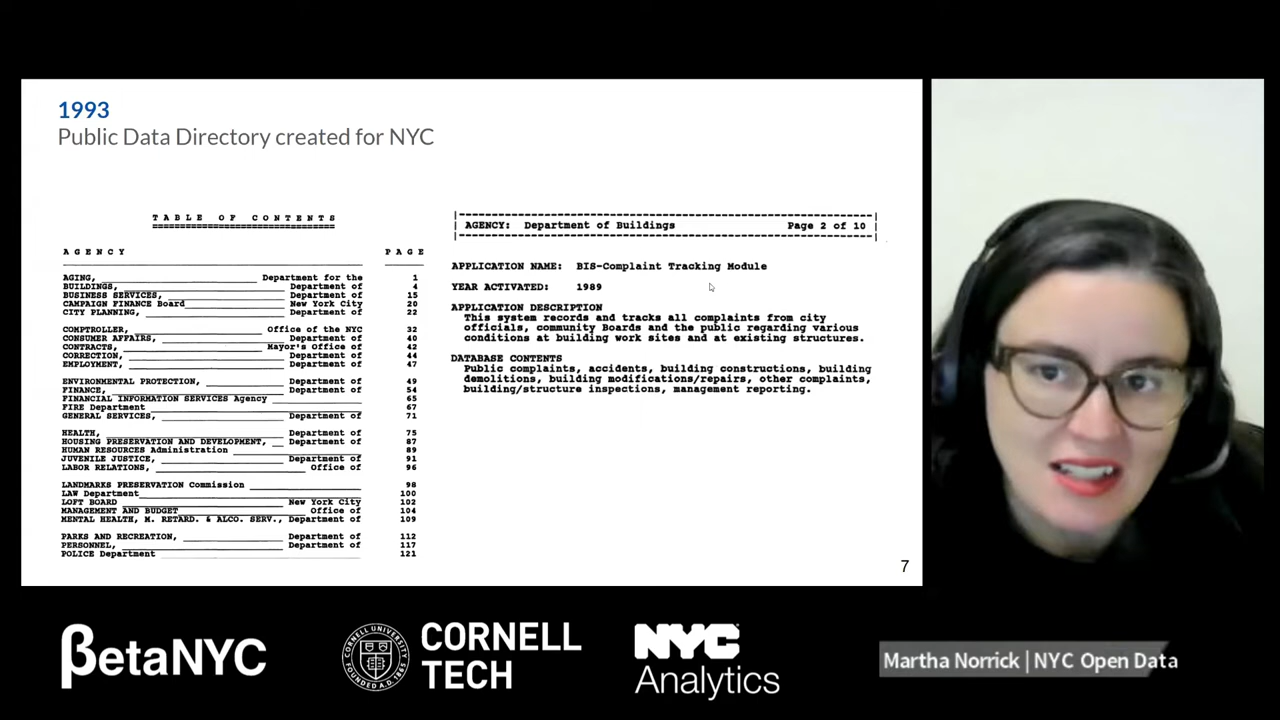 1993
Public Data Directory created for NYC
TABLE OF CONTENTS
AGENCY PAGE
AGING, Department for the 1
BUILDINGS, Department of 4
BUSINESS SERVICES, Department of 15
CAMPAIGN FINANCE Board New York City 20
CITY PLANNING, Department of 22
COMPTROLLER, Office of the NYC 32
CONSUMER AFFAIRS, Department of 40
CONTRACTS, Mayor's Office of 42
CORRECTION, Department of 44
EMPLOYMENT, Department of 47
ENVIRONMENTAL PROTECTION, Department of 49
FINANCE, Department of 54
FINANCIAL INFORMATION SERVICES Agency 65
FIRE Department 67
GENERAL SERVICES, Department of 71
HEALTH, Department of 75
HOUSING PRESERVATION AND DEVELOPMENT, Department of 87
HUMAN RESOURCES Administration 89
JUVENILE JUSTICE, Department of 91
LABOR RELATIONS, Office of 96
LANDMARKS PRESERVATION Commission 98
LAW Department 100
LOFT BOARD New York City 102
MANAGEMENT AND BUDGET Office of 104
MENTAL HEALTH, M. RETARD. & ALCO. SERV., Department of 109
PARKS AND RECREATION, Department of 112
PERSONNEL, Department of 117
POLICE Department 121
AGENCY: Department of Buildings Page 2 of 10
APPLICATION NAME: BIS-Complaint Tracking Module
YEAR ACTIVATED: 1989
APPLICATION DESCRIPTION
This system records and tracks all complaints from city
officials, community Boards and the public regarding various
conditions at building work sites and at existing structures.
DATABASE CONTENTS
Public complaints, accidents, building constructions, building
demolitions, building modifications/repairs, other complaints,
building/structure inspections, management reporting.
7
βetaNYC
CORNELL UNIVERSITY
FOUNDED A.D. 1865
CORNELL
TECH
NYC
Analytics
Martha Norrick | NYC Open Data